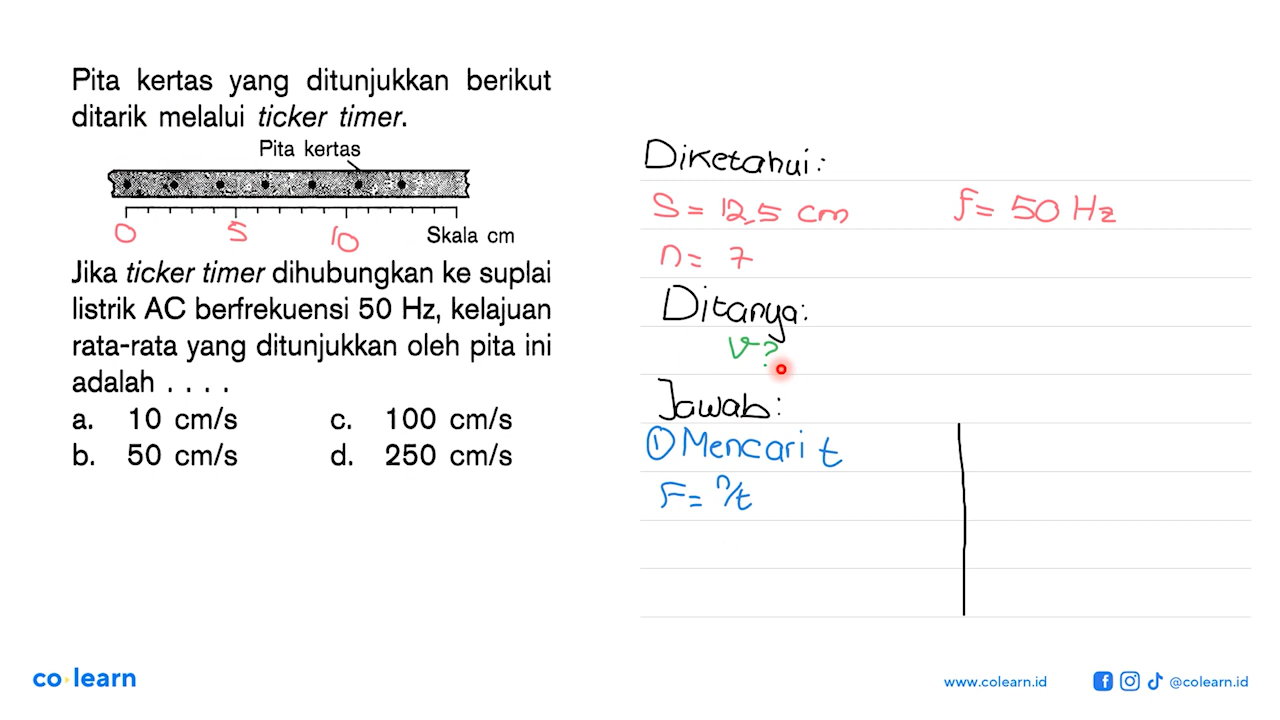 Pita kertas yang ditunjukkan berikut
ditarik melalui ticker timer.
Pita kertas
0 5 10 Skala cm
Jika ticker timer dihubungkan ke suplai
listrik AC berfrekuensi 50 Hz, kelajuan
rata-rata yang ditunjukkan oleh pita ini
adalah . . . .
a. 10 cm/s c. 100 cm/s
b. 50 cm/s d. 250 cm/s
Diketahui:
S = 12,5 cm f = 50 Hz
n = 7
Ditanya:
V?
Jawab:
① Mencari t
F = n/t
co learn
www.colearn.id @colearn.id